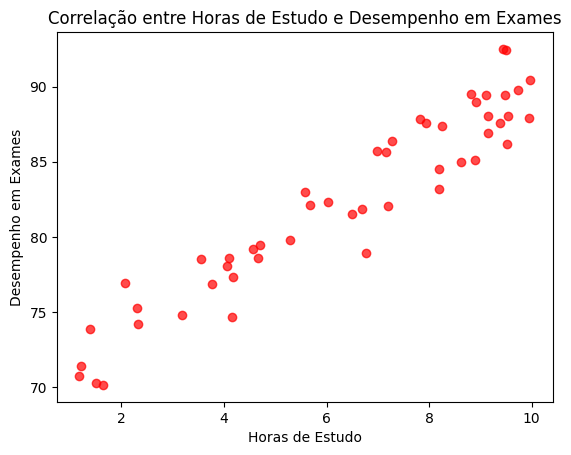 Correlação entre Horas de Estudo e Desempenho em Exames
Desempenho em Exames
90
85
80
75
70
2 4 6 8 10
Horas de Estudo